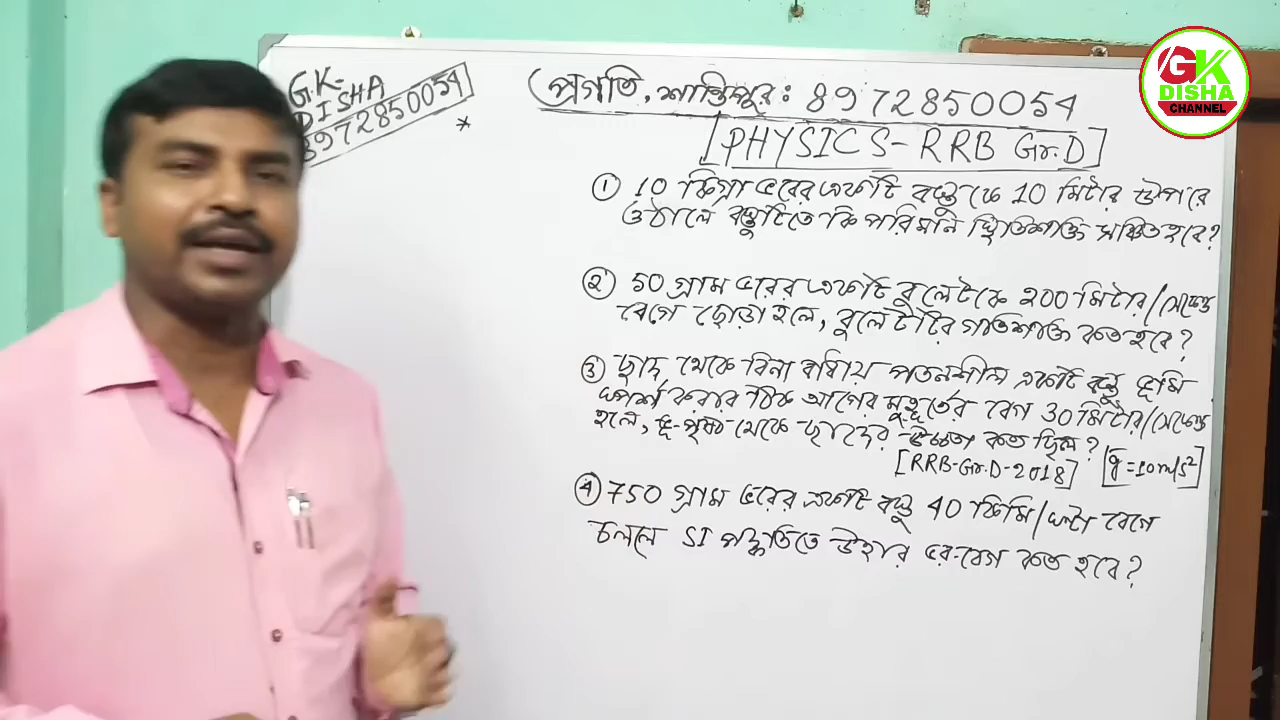 GK-
DISHA
8972850054
প্রগতি, শান্তিপুর: 8972850054
[PHYSICS-RRB Gr.D]
① 10 কিগ্রা ভরের একটি বস্তুকে 10 মিটার উপরে
ওঠালে বস্তুটিতে কি পরিমান স্থিতিশক্তি সঞ্চিত হবে?
② 50 গ্রাম ভরের একটি বুলেটকে 200 মিটার/সেকেন্ড
বেগে ছোড়া হলে, বুলেটটির গতিশক্তি কত হবে?
③ ছাদ থেকে বিনা বাধায় পতনশীল একটি বস্তু ভূমি
স্পর্শ করার ঠিক আগের মুহূর্তের বেগ 30 মিটার/সেকেন্ড
হলে, ভূ-পৃষ্ঠ থেকে ছাদের উচ্চতা কত ছিল?
[RRB-Gr.D-2018] [g=10m/s²]
④ 750 গ্রাম ভরের একটি বস্তু 40 কিমি/ঘন্টা বেগে
চললে SI পদ্ধতিতে উহার ভর-বেগ কত হবে?
GK
DISHA
CHANNEL